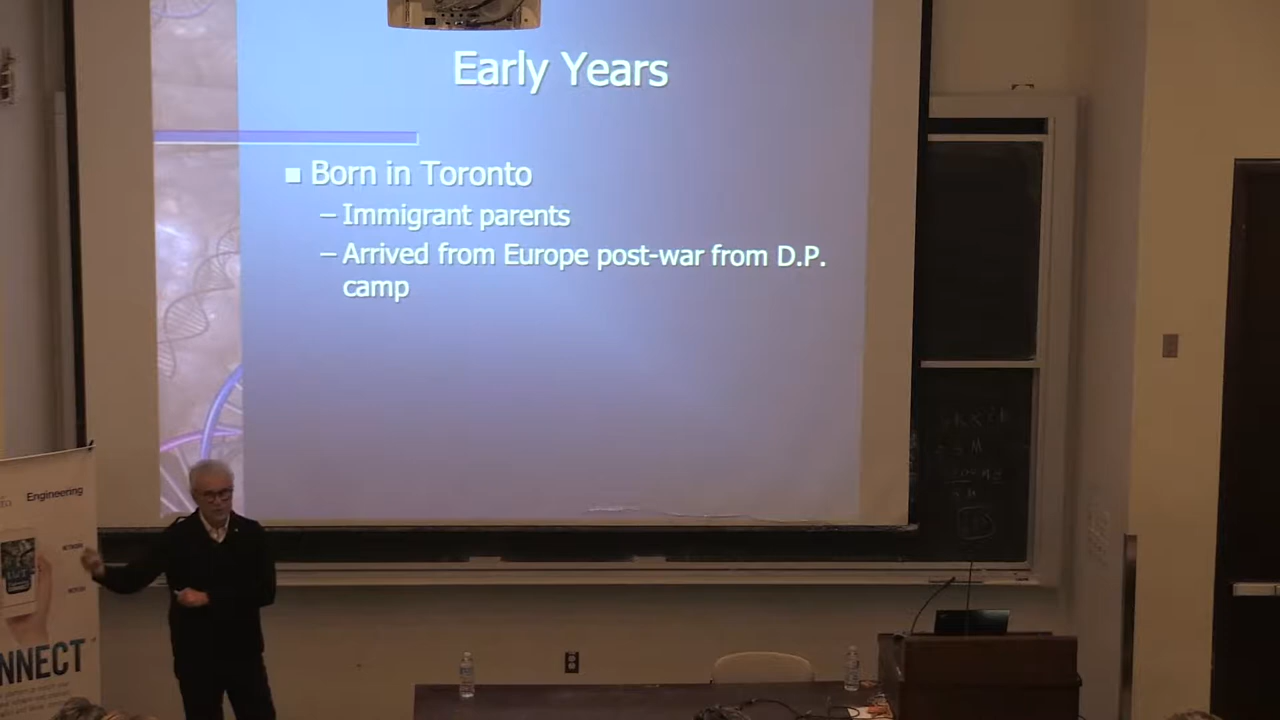 Early Years
Born in Toronto
– Immigrant parents
– Arrived from Europe post-war from D.P.
camp
Engineering
NNECT